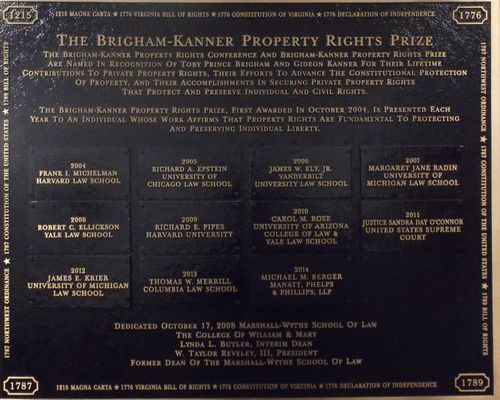 1215
1215 MAGNA CARTA ★ 1776 VIRGINIA BILL OF RIGHTS ★ 1776 CONSTITUTION OF VIRGINIA ★ 1776 DECLARATION OF INDEPENDENCE
1776
THE BRIGHAM-KANNER PROPERTY RIGHTS PRIZE
THE BRIGHAM-KANNER PROPERTY RIGHTS CONFERENCE AND BRIGHAM-KANNER PROPERTY RIGHTS PRIZE
ARE NAMED IN RECOGNITION OF TOBY PRINCE BRIGHAM AND GIDEON KANNER FOR THEIR LIFETIME
CONTRIBUTIONS TO PRIVATE PROPERTY RIGHTS, THEIR EFFORTS TO ADVANCE THE CONSTITUTIONAL PROTECTION
OF PROPERTY, AND THEIR ACCOMPLISHMENTS IN SECURING PRIVATE PROPERTY RIGHTS
THAT PROTECT AND PRESERVE INDIVIDUAL AND CIVIL RIGHTS.
THE BRIGHAM-KANNER PROPERTY RIGHTS PRIZE, FIRST AWARDED IN OCTOBER 2004, IS PRESENTED EACH
YEAR TO AN INDIVIDUAL WHOSE WORK AFFIRMS THAT PROPERTY RIGHTS ARE FUNDAMENTAL TO PROTECTING
AND PRESERVING INDIVIDUAL LIBERTY.
2004
FRANK I. MICHELMAN
HARVARD LAW SCHOOL
2005
RICHARD A. EPSTEIN
UNIVERSITY OF
CHICAGO LAW SCHOOL
2006
JAMES W. ELY, JR.
VANDERBILT
UNIVERSITY LAW SCHOOL
2007
MARGARET JANE RADIN
UNIVERSITY OF
MICHIGAN LAW SCHOOL
2008
ROBERT C. ELLICKSON
YALE LAW SCHOOL
2009
RICHARD E. PIPES
HARVARD UNIVERSITY
2010
CAROL M. ROSE
UNIVERSITY OF ARIZONA
COLLEGE OF LAW &
YALE LAW SCHOOL
2011
JUSTICE SANDRA DAY O'CONNOR
UNITED STATES SUPREME
COURT
2012
JAMES E. KRIER
UNIVERSITY OF MICHIGAN
LAW SCHOOL
2013
THOMAS W. MERRILL
COLUMBIA LAW SCHOOL
2014
MICHAEL M. BERGER
MANATT, PHELPS
& PHILLIPS, LLP
DEDICATED OCTOBER 17, 2008 MARSHALL-WYTHE SCHOOL OF LAW
THE COLLEGE OF WILLIAM & MARY
LYNDA L. BUTLER, INTERIM DEAN
W. TAYLOR REVELEY, III, PRESIDENT
FORMER DEAN OF THE MARSHALL-WYTHE SCHOOL OF LAW
1787 NORTHWEST ORDINANCE ★ 1787 CONSTITUTION OF THE UNITED STATES ★ 1789 BILL OF RIGHTS
1787 NORTHWEST ORDINANCE ★ 1787 CONSTITUTION OF THE UNITED STATES ★ 1789 BILL OF RIGHTS
1787
1215 MAGNA CARTA ★ 1776 VIRGINIA BILL OF RIGHTS ★ 1776 CONSTITUTION OF VIRGINIA ★ 1776 DECLARATION OF INDEPENDENCE
1789